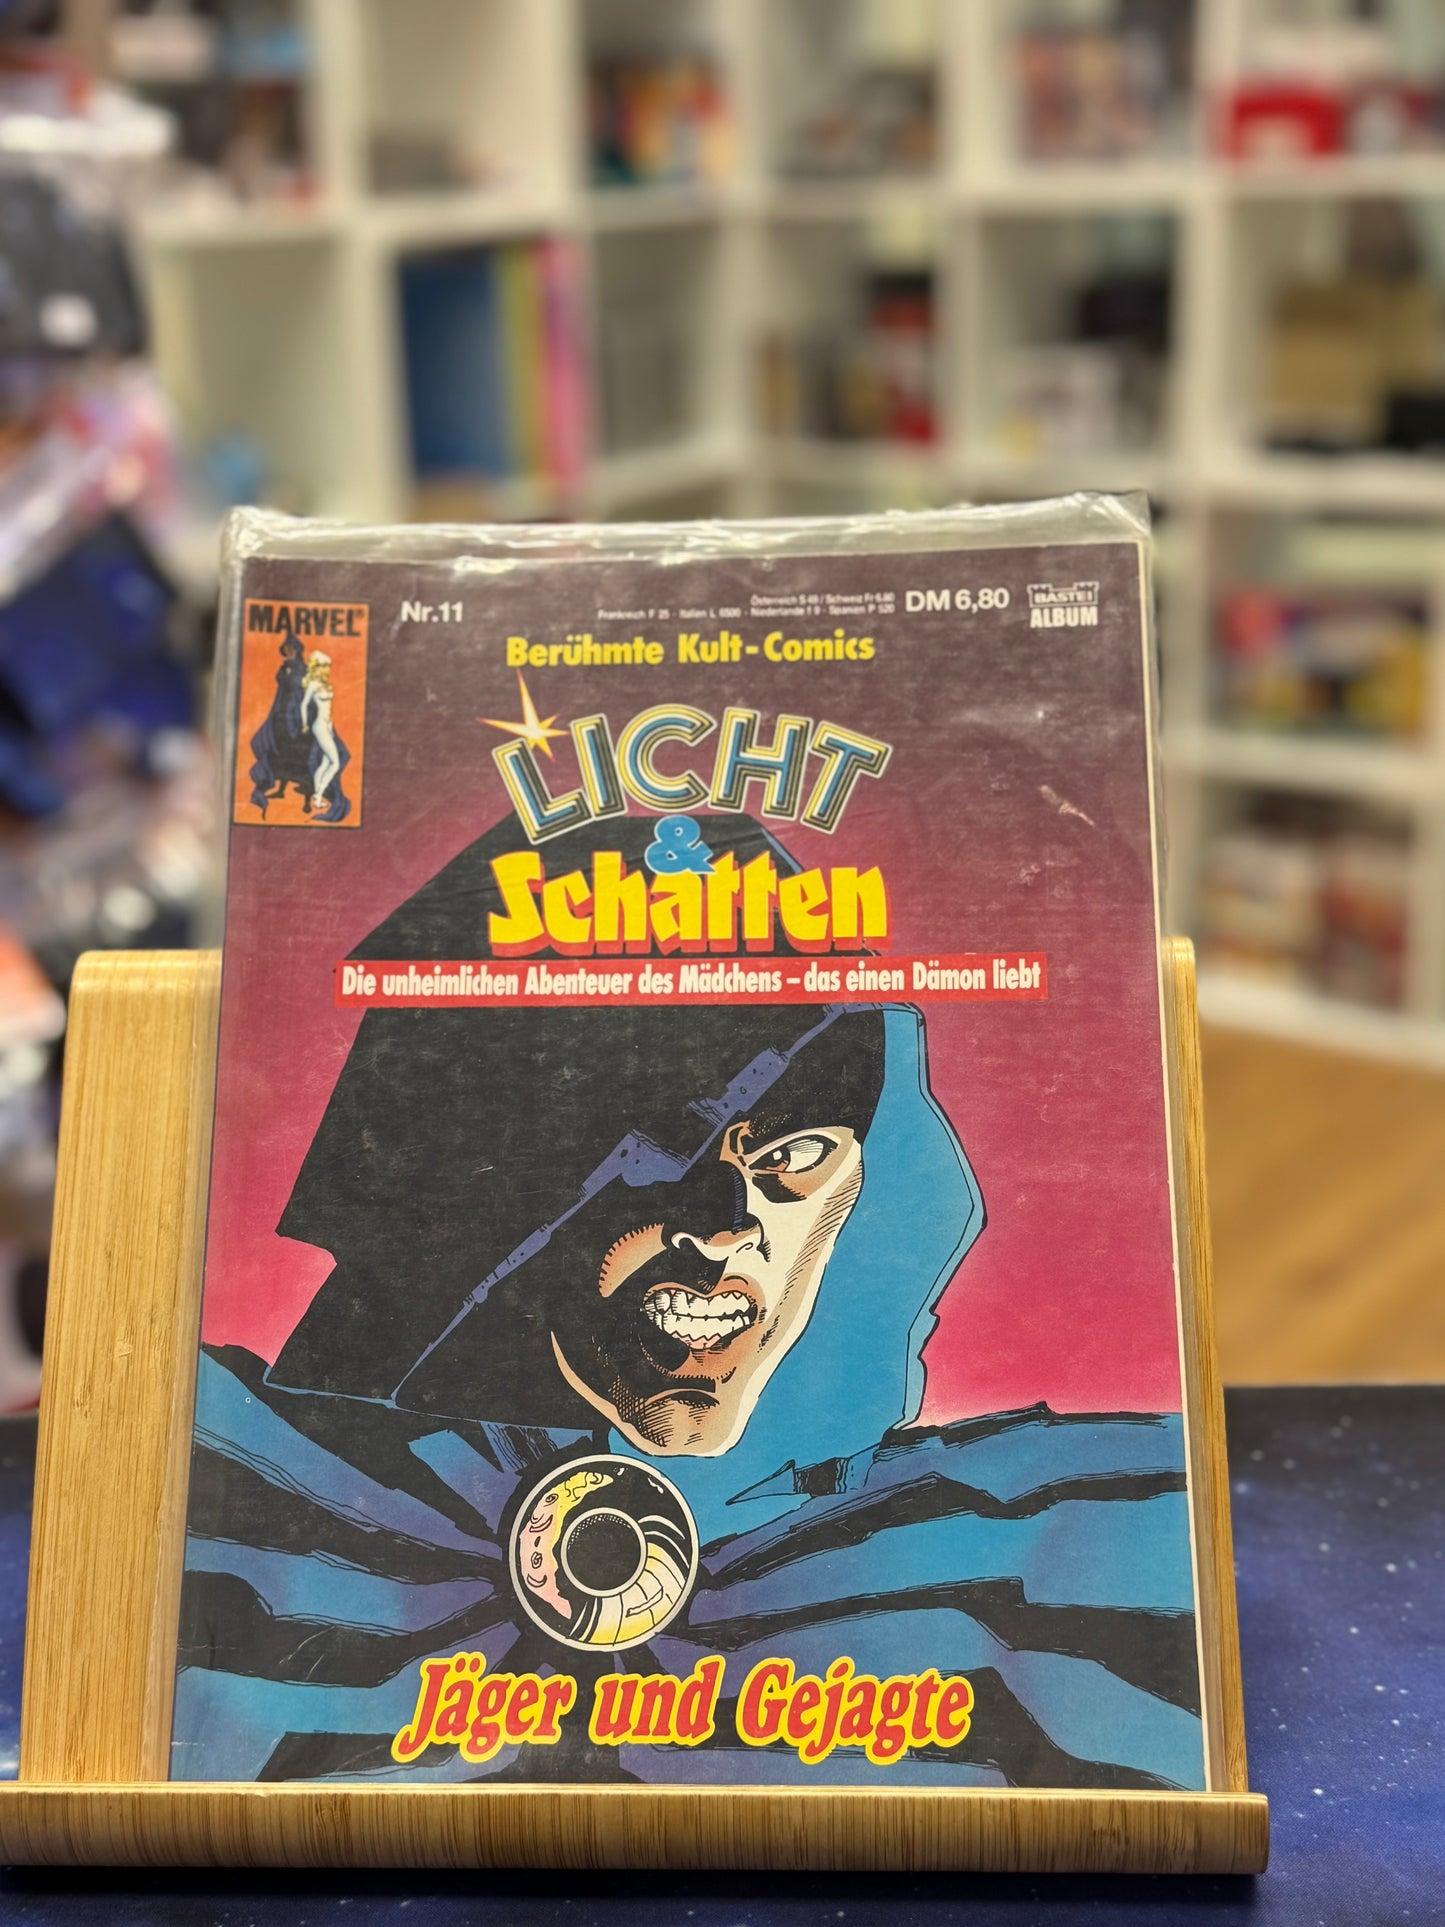 MARVEL®
Nr.11
Österreich S 49 / Schweiz Fr 6.80
Frankreich F 25 · Italien L 6500 · Niederlande f 9 · Spanien P 520
DM 6,80
BASTEI
ALBUM
Berühmte Kult-Comics
LICHT
&
Schatten
Die unheimlichen Abenteuer des Mädchens – das einen Dämon liebt
Jäger und Gejagte